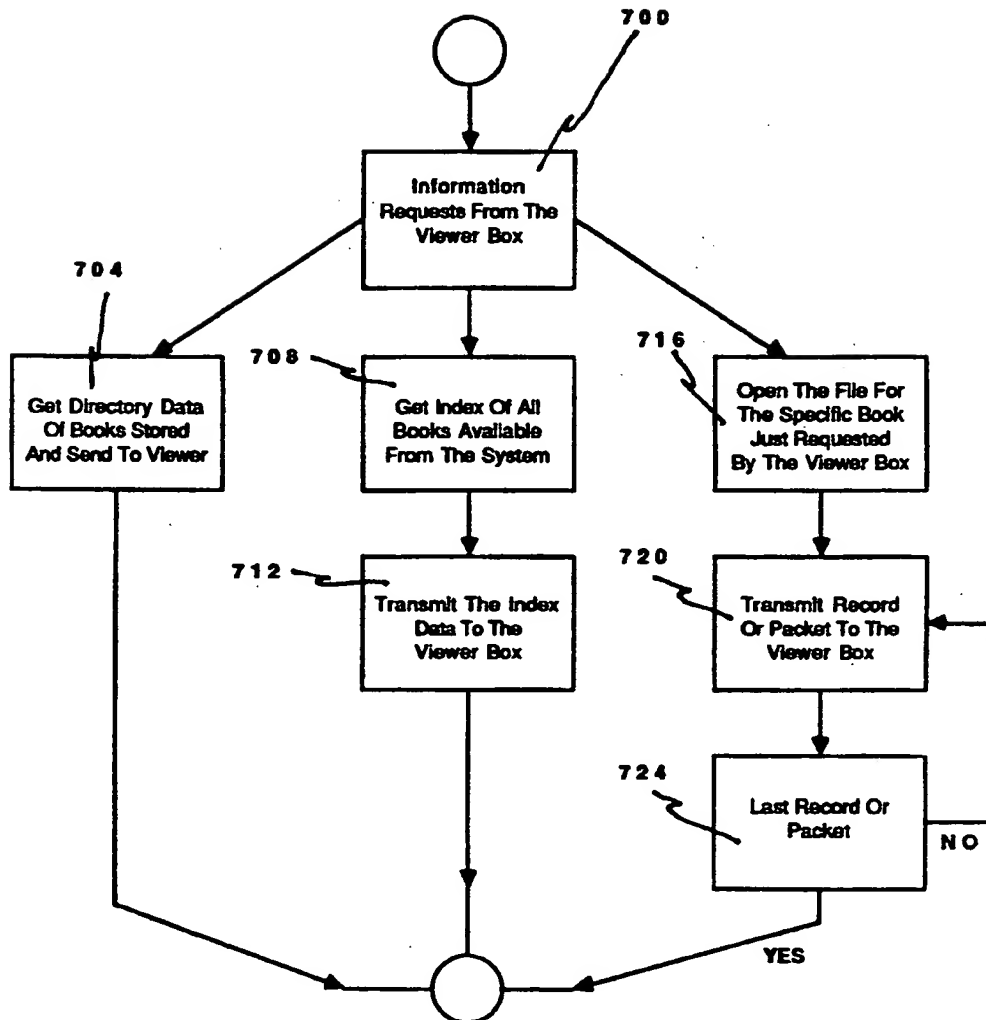 700
Information
Requests From The
Viewer Box
704
Get Directory Data
Of Books Stored
And Send To Viewer
708
Get Index Of All
Books Available
From The System
716
Open The File For
The Specific Book
Just Requested
By The Viewer Box
712
Transmit The Index
Data To The
Viewer Box
720
Transmit Record
Or Packet To The
Viewer Box
724
Last Record Or
Packet
NO
YES